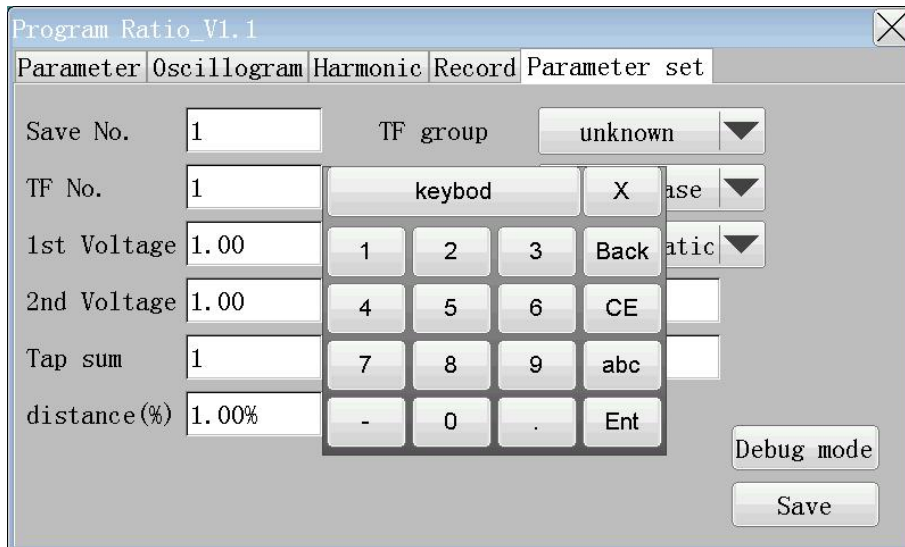 Program Ratio_V1.1
Parameter Oscillogram Harmonic Record Parameter set
Save No. 1 TF group unknown
TF No. 1
keybod X ase
1st Voltage 1.00
1 2 3 Back atic
2nd Voltage 1.00
4 5 6 CE
Tap sum 1
7 8 9 abc
distance(%) 1.00%
- 0 . Ent
Debug mode
Save